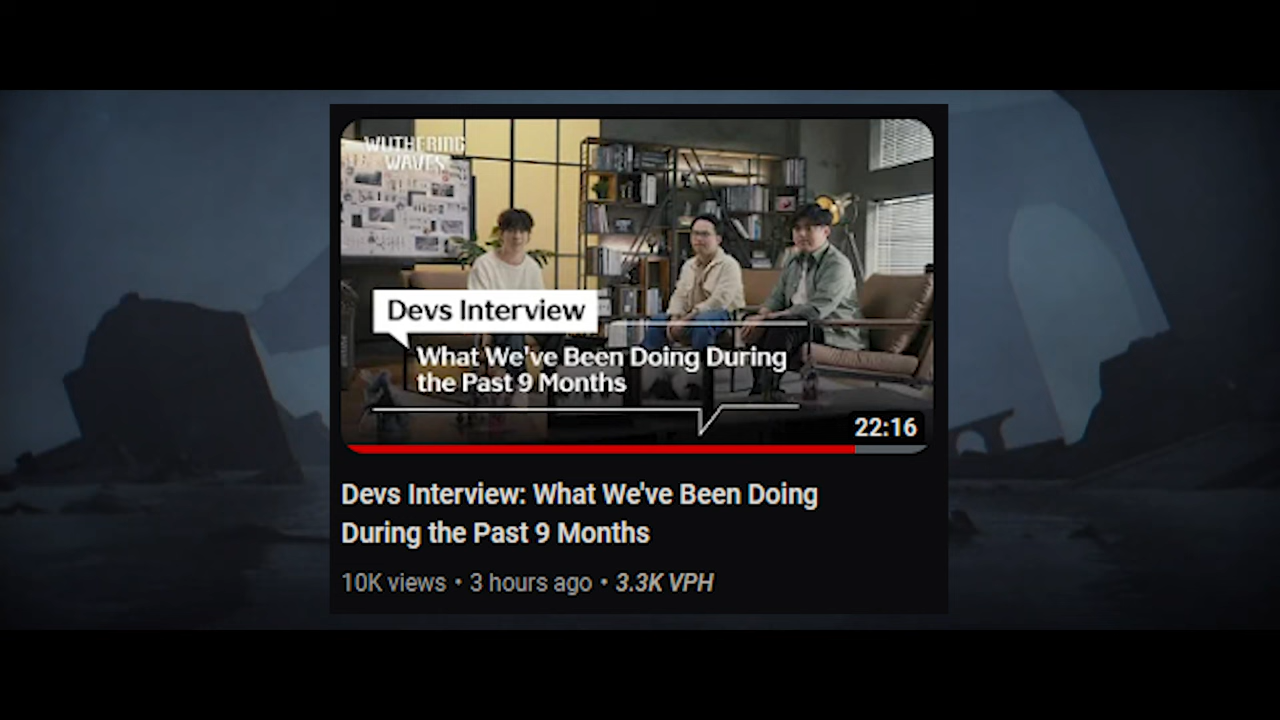 WUTHERING
WAVES
Devs Interview
What We've Been Doing During
the Past 9 Months
22:16
Devs Interview: What We've Been Doing
During the Past 9 Months
10K views • 3 hours ago • 3.3K VPH